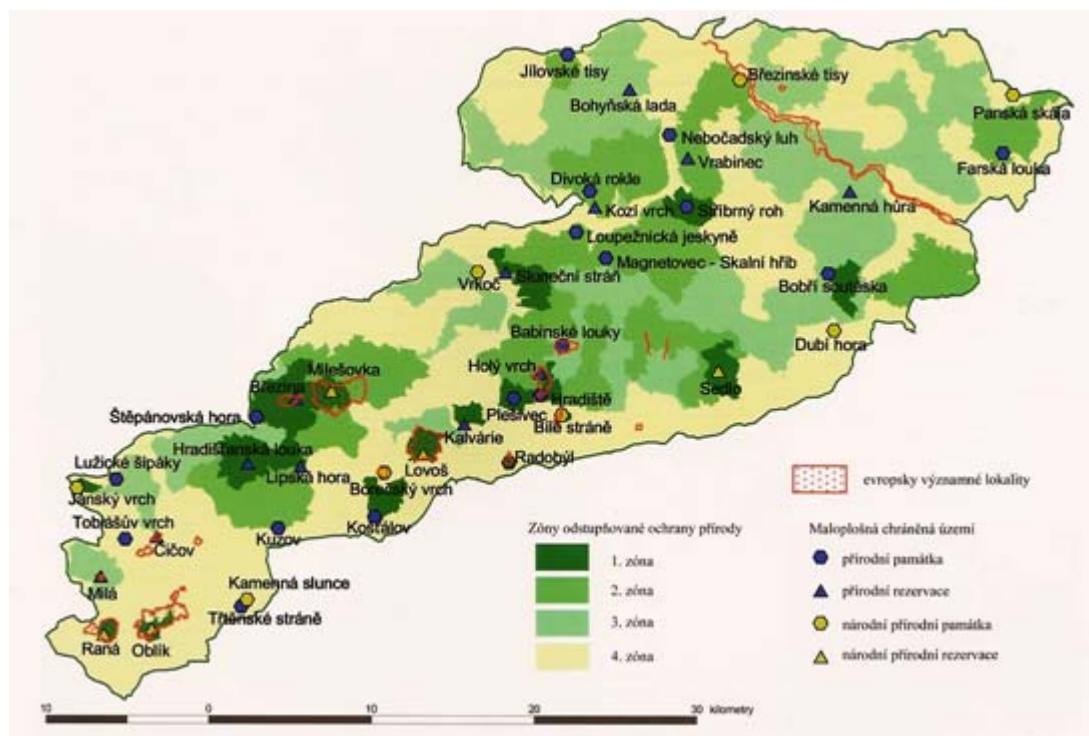 Jílovské tisy
Březinské tisy
Bohyňská lada
Panská skála
Nebočadský luh
Vrabinec
Farská louka
Divoká rokle
Kozí vrch
Stříbrný roh
Kamenná hůra
Loupežnická jeskyně
Magnetovec - Skalní hřib
Vrkoč
Sluneční stráň
Bobří soutěska
Babinské louky
Dubí hora
Holý vrch
Milešovka
Březina
Sedlo
Hradiště
Štěpánovská hora
Plešivec
Bílé stráně
Kalvárie
Hradišťanská louka
Radobýl
Lužické šipáky
Lipská hora
Lovoš
Jánský vrch
Borečský vrch
Tobiášův vrch
Košťálov
Čičov
Kuzov
Milá
Kamenná slunce
Třtěnské stráně
Raná
Oblík
evropsky významné lokality
Zóny odstupňované ochrany přírody
1. zóna
2. zóna
3. zóna
4. zóna
Maloplošná chráněná území
přírodní památka
přírodní rezervace
národní přírodní památka
národní přírodní rezervace
10 0 10 20 30 kilometry